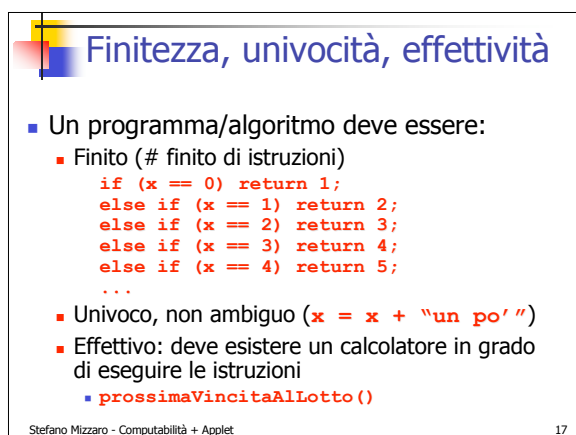 Finitezza, univocità, effettività
Un programma/algoritmo deve essere:
Finito (# finito di istruzioni)
if (x == 0) return 1;
else if (x == 1) return 2;
else if (x == 2) return 3;
else if (x == 3) return 4;
else if (x == 4) return 5;
...
Univoco, non ambiguo (x = x + “un po’”)
Effettivo: deve esistere un calcolatore in grado
di eseguire le istruzioni
prossimaVincitaAlLotto()
Stefano Mizzaro - Computabilità + Applet 17